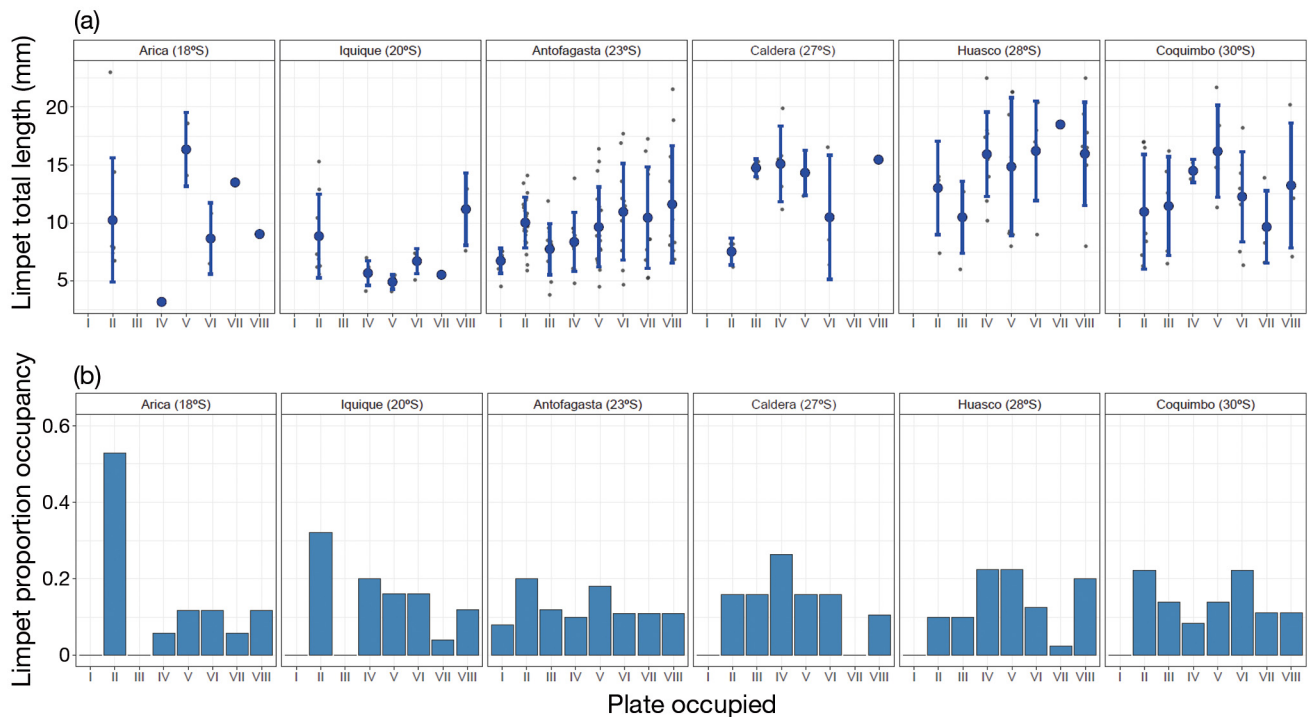 (a)
Arica (18ºS) Iquique (20ºS) Antofagasta (23ºS) Caldera (27ºS) Huasco (28ºS) Coquimbo (30ºS)
Limpet total length (mm)
20
15
10
5
I II III IV V VI VII VIII I II III IV V VI VII VIII I II III IV V VI VII VIII I II III IV V VI VII VIII I II III IV V VI VII VIII I II III IV V VI VII VIII
(b)
Arica (18ºS) Iquique (20ºS) Antofagasta (23ºS) Caldera (27ºS) Huasco (28ºS) Coquimbo (30ºS)
Limpet proportion occupancy
0.6
0.4
0.2
0
I II III IV V VI VII VIII I II III IV V VI VII VIII I II III IV V VI VII VIII I II III IV V VI VII VIII I II III IV V VI VII VIII I II III IV V VI VII VIII
Plate occupied